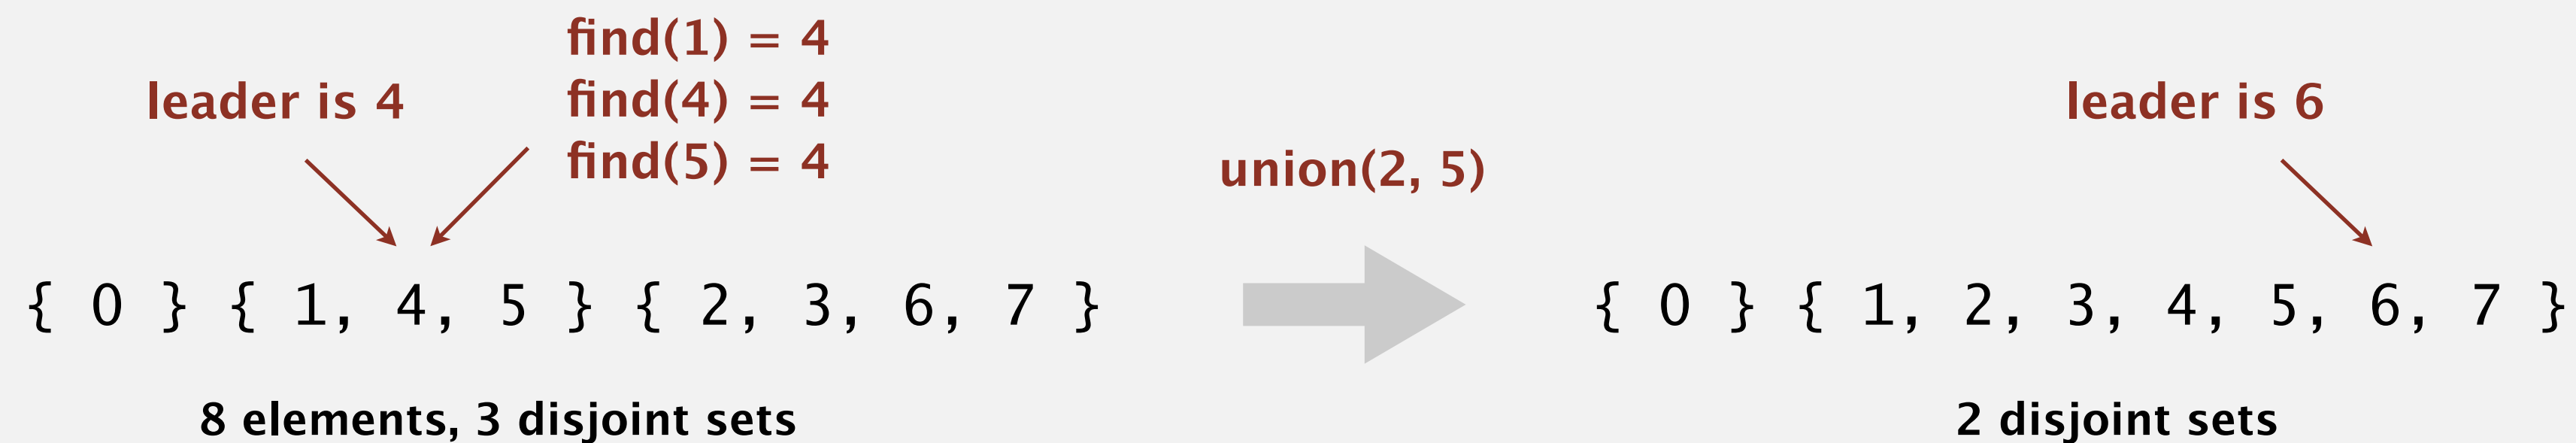 find(1) = 4
leader is 4
find(4) = 4
find(5) = 4
union(2, 5)
leader is 6
{ 0 } { 1, 4, 5 } { 2, 3, 6, 7 }
{ 0 } { 1, 2, 3, 4, 5, 6, 7 }
8 elements, 3 disjoint sets
2 disjoint sets